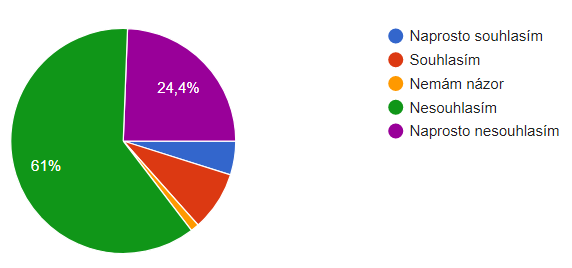 Naprosto souhlasím
Souhlasím
Nemám názor
Nesouhlasím
Naprosto nesouhlasím
24,4%
61%